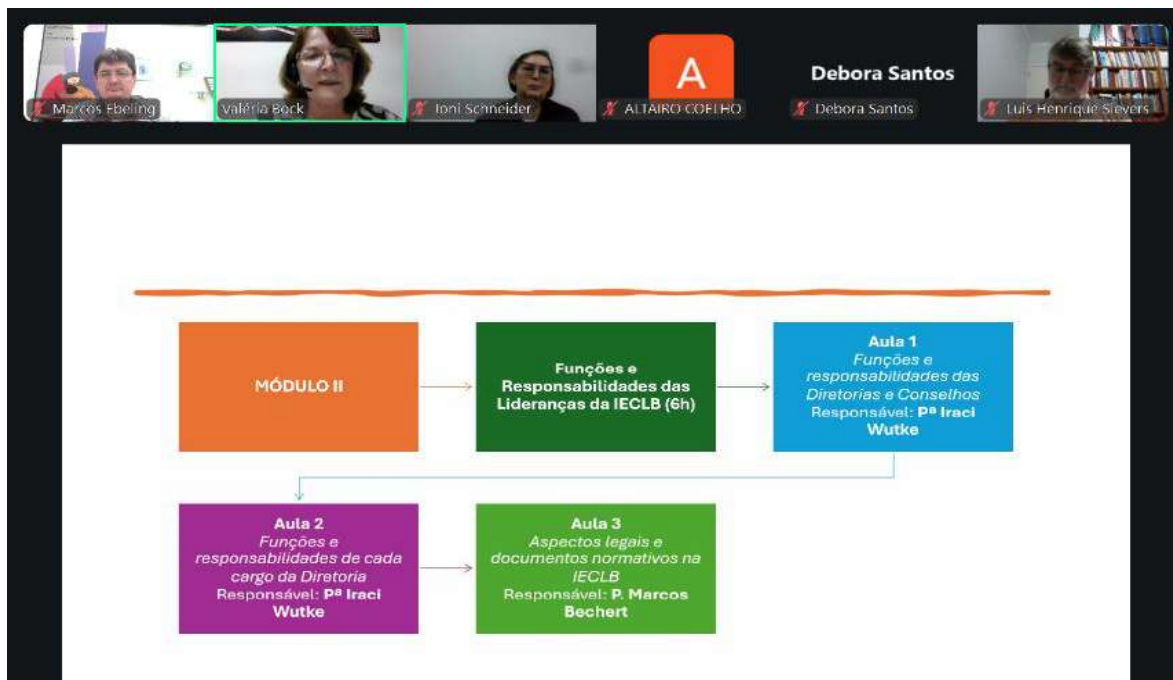 Debora Santos
A
Marcos Ebeling
Valéria Bock
Ioni Schneider
ALTAIRO COELHO
Debora Santos
Luis Henrique Sievers
MÓDULO II
Funções e
Responsabilidades das
Lideranças da IECLB (6h)
Aula 1
Funções e
responsabilidades das
Diretorias e Conselhos
Responsável: Pª Iraci
Wutke
Aula 2
Funções e
responsabilidades de cada
cargo da Diretoria
Responsável: Pª Iraci
Wutke
Aula 3
Aspectos legais e
documentos normativos na
IECLB
Responsável: P. Marcos
Bechert